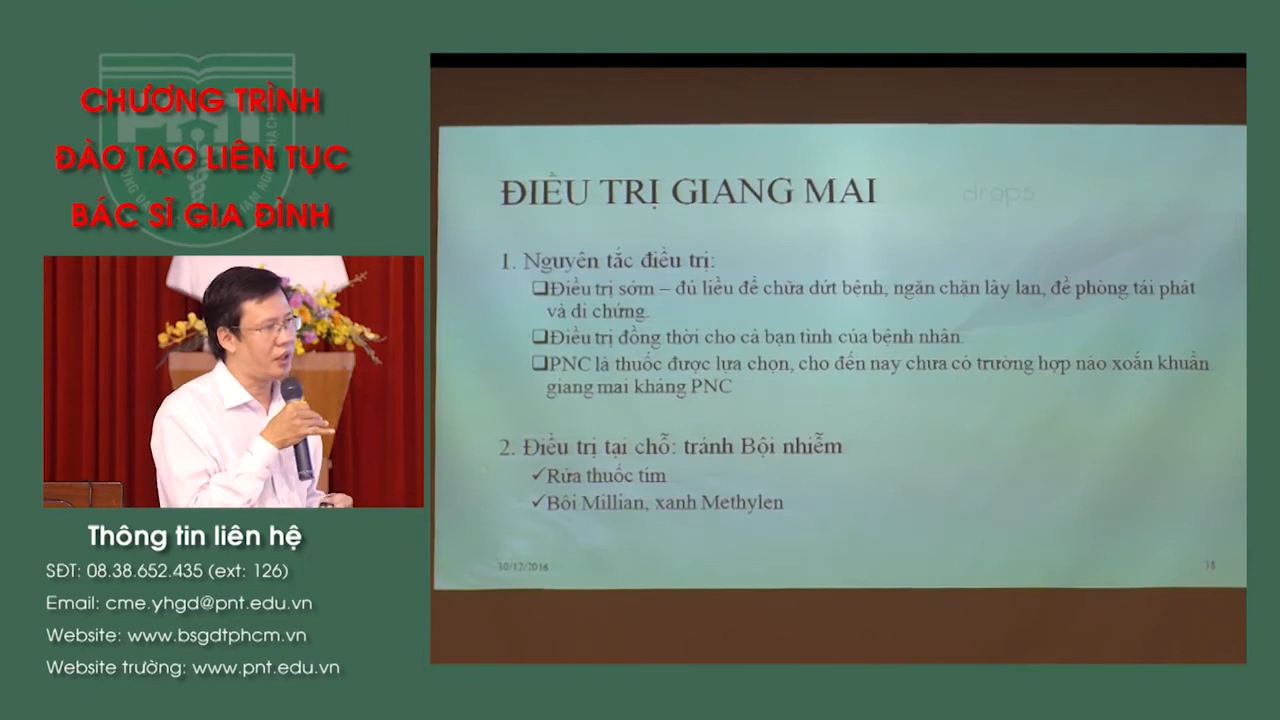 CHƯƠNG TRÌNH
ĐÀO TẠO LIÊN TỤC
BÁC SĨ GIA ĐÌNH
Thông tin liên hệ
SĐT: 08.38.652.435 (ext: 126)
Email: cme.yhgd@pnt.edu.vn
Website: www.bsgdtphcm.vn
Website trường: www.pnt.edu.vn
ĐIỀU TRỊ GIANG MAI
drops
1. Nguyên tắc điều trị:
❑Điều trị sớm – đủ liều để chữa dứt bệnh, ngăn chặn lây lan, đề phòng tái phát
và di chứng.
❑Điều trị đồng thời cho cả bạn tình của bệnh nhân.
❑PNC là thuốc được lựa chọn, cho đến nay chưa có trường hợp nào xoắn khuẩn
giang mai kháng PNC
2. Điều trị tại chỗ: tránh Bội nhiễm
✓Rửa thuốc tím
✓Bôi Millian, xanh Methylen
30/12/2016
38